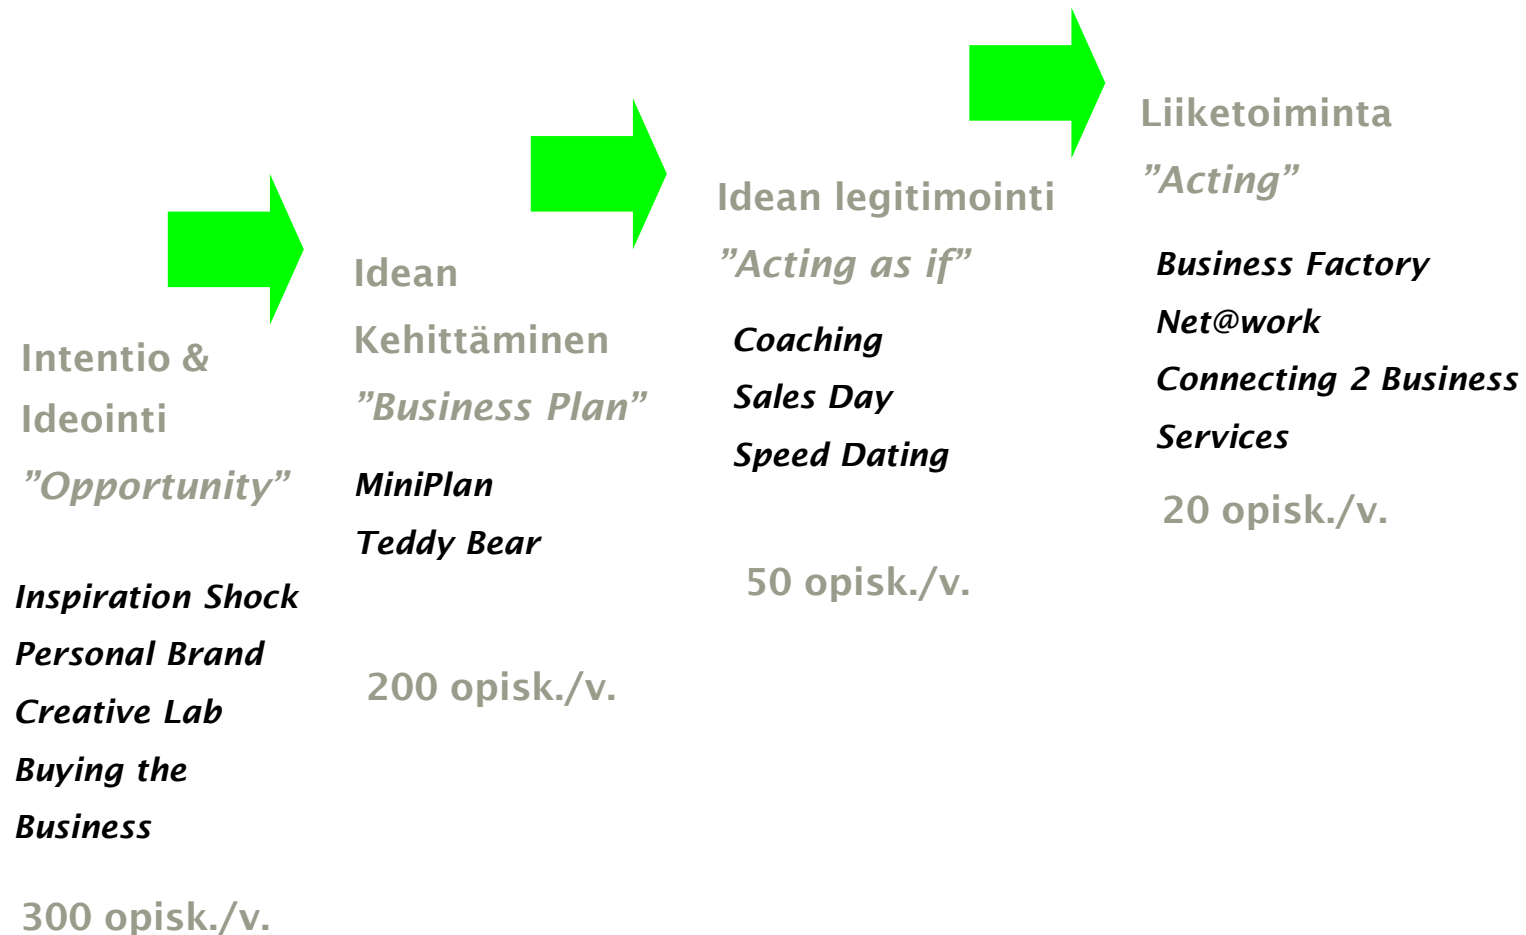 Intentio &
Ideointi
”Opportunity”
Inspiration Shock
Personal Brand
Creative Lab
Buying the
Business
300 opisk./v.
Idean
Kehittäminen
”Business Plan”
MiniPlan
Teddy Bear
200 opisk./v.
Idean legitimointi
”Acting as if”
Coaching
Sales Day
Speed Dating
50 opisk./v.
Liiketoiminta
”Acting”
Business Factory
Net@work
Connecting 2 Business
Services
20 opisk./v.